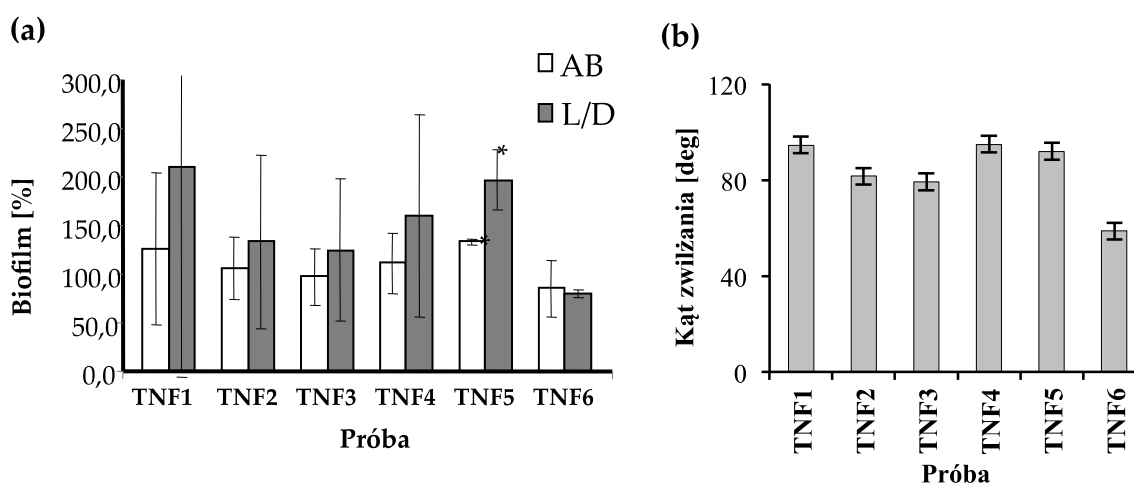 (a)
AB
L/D
300,0
250,0
200,0
150,0
100,0
50,0
0,0
Biofilm [%]
*
*
TNF1 TNF2 TNF3 TNF4 TNF5 TNF6
Próba
(b)
120
80
40
0
Kąt zwilżania [deg]
TNF1 TNF2 TNF3 TNF4 TNF5 TNF6
Próba